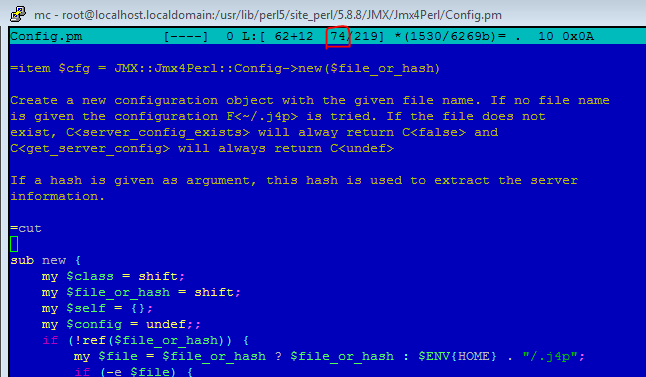 mc - root@localhost.localdomain:/usr/lib/perl5/site_perl/5.8.8/JMX/Jmx4Perl/Config.pm
Config.pm          [----]  0 L:[ 62+12  74/219] *(1530/6269b)= .  10 0x0A
=item $cfg = JMX::Jmx4Perl::Config->new($file_or_hash)
Create a new configuration object with the given file name. If no file name
is given the configuration F<~/.j4p> is tried. If the file does not
exist, C<server_config_exists> will alway return C<false> and
C<get_server_config> will always return C<undef>
If a hash is given as argument, this hash is used to extract the server
information.
=cut
sub new {
    my $class = shift;
    my $file_or_hash = shift;
    my $self = {};
    my $config = undef;;
    if (!ref($file_or_hash)) {
        my $file = $file_or_hash ? $file_or_hash : $ENV{HOME} . "/.j4p";
        if (-e $file) {